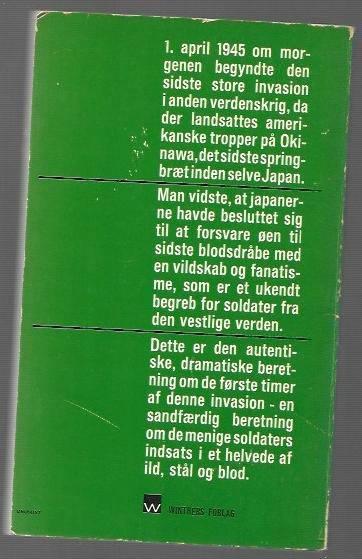 1. april 1945 om mor-
genen begyndte den
sidste store invasion
i anden verdenskrig, da
der landsattes ameri-
kanske tropper på Oki-
nawa, det sidste spring-
bræt inden selve Japan.
Man vidste, at japaner-
ne havde besluttet sig
til at forsvare øen til
sidste blodsdråbe med
en vildskab og fanatis-
me, som er et ukendt
begreb for soldater fra
den vestlige verden.
Dette er den autenti-
ske, dramatiske beret-
ning om de første timer
af denne invasion - en
sandfærdig beretning
om de menige soldaters
indsats i et helvede af
ild, stål og blod.
W WINTHERS FORLAG